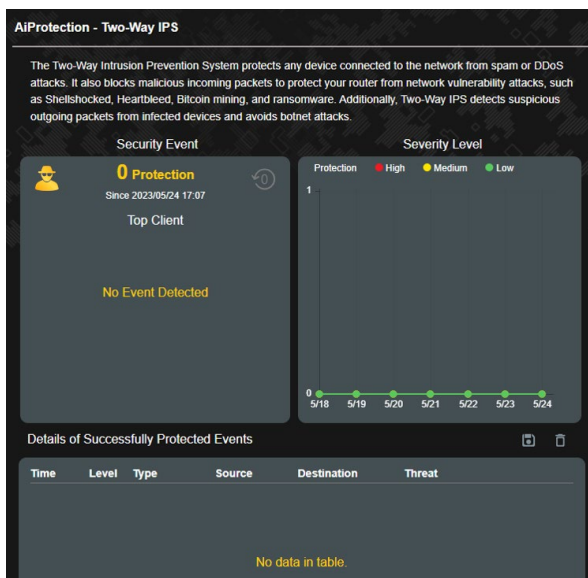 AiProtection - Two-Way IPS
The Two-Way Intrusion Prevention System protects any device connected to the network from spam or DDoS
attacks. It also blocks malicious incoming packets to protect your router from network vulnerability attacks, such
as Shellshocked, Heartbleed, Bitcoin mining, and ransomware. Additionally, Two-Way IPS detects suspicious
outgoing packets from infected devices and avoids botnet attacks.
Security Event
0 Protection
0
Since 2023/05/24 17:07
Top Client
No Event Detected
Severity Level
Protection High Medium Low
1
0
5/18 5/19 5/20 5/21 5/22 5/23 5/24
Details of Successfully Protected Events
Time Level Type Source Destination Threat
No data in table.